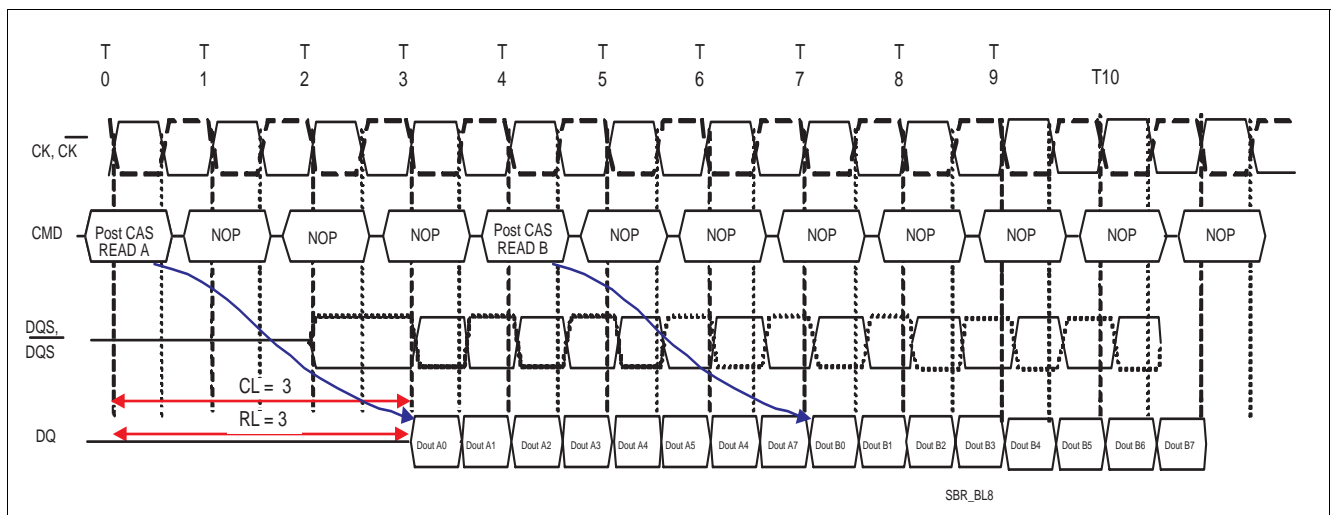 T T T T T T T T T T
0 1 2 3 4 5 6 7 8 9 T10
CK, CK
CMD
Post CAS READ A
NOP
NOP
NOP
Post CAS READ B
NOP
NOP
NOP
NOP
NOP
NOP
NOP
DQS,
DQS
CL = 3
RL = 3
DQ
Dout A0 Dout A1 Dout A2 Dout A3 Dout A4 Dout A5 Dout A4 Dout A7 Dout B0 Dout B1 Dout B2 Dout B3 Dout B4 Dout B5 Dout B6 Dout B7
SBR_BL8